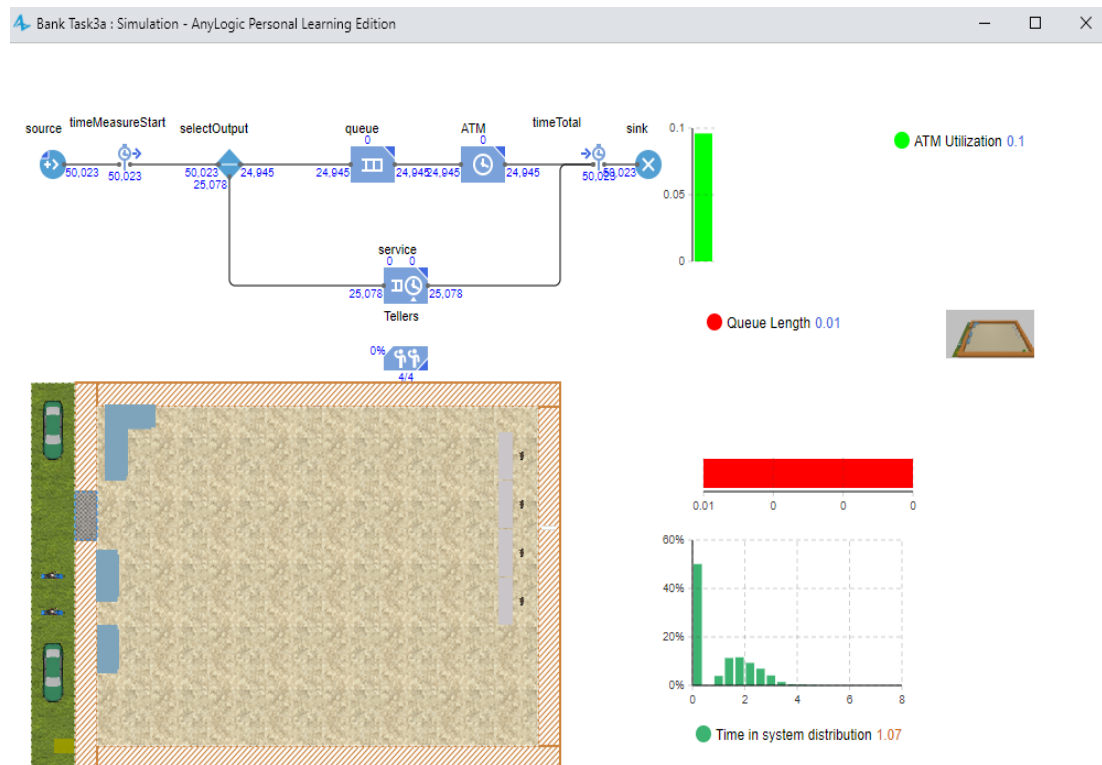 Bank Task3a : Simulation - AnyLogic Personal Learning Edition
source timeMeasureStart selectOutput queue ATM timeTotal sink
0 0
50,023 50,023 50,023 24,945 24,945 24,945 24,945 24,945 50,023 50,023
25,078
service
0 0
25,078 25,078
Tellers
0%
4/4
0.1
0.05
0
ATM Utilization 0.1
Queue Length 0.01
0.01 0 0 0
60%
40%
20%
0%
0 2 4 6 8
Time in system distribution 1.07